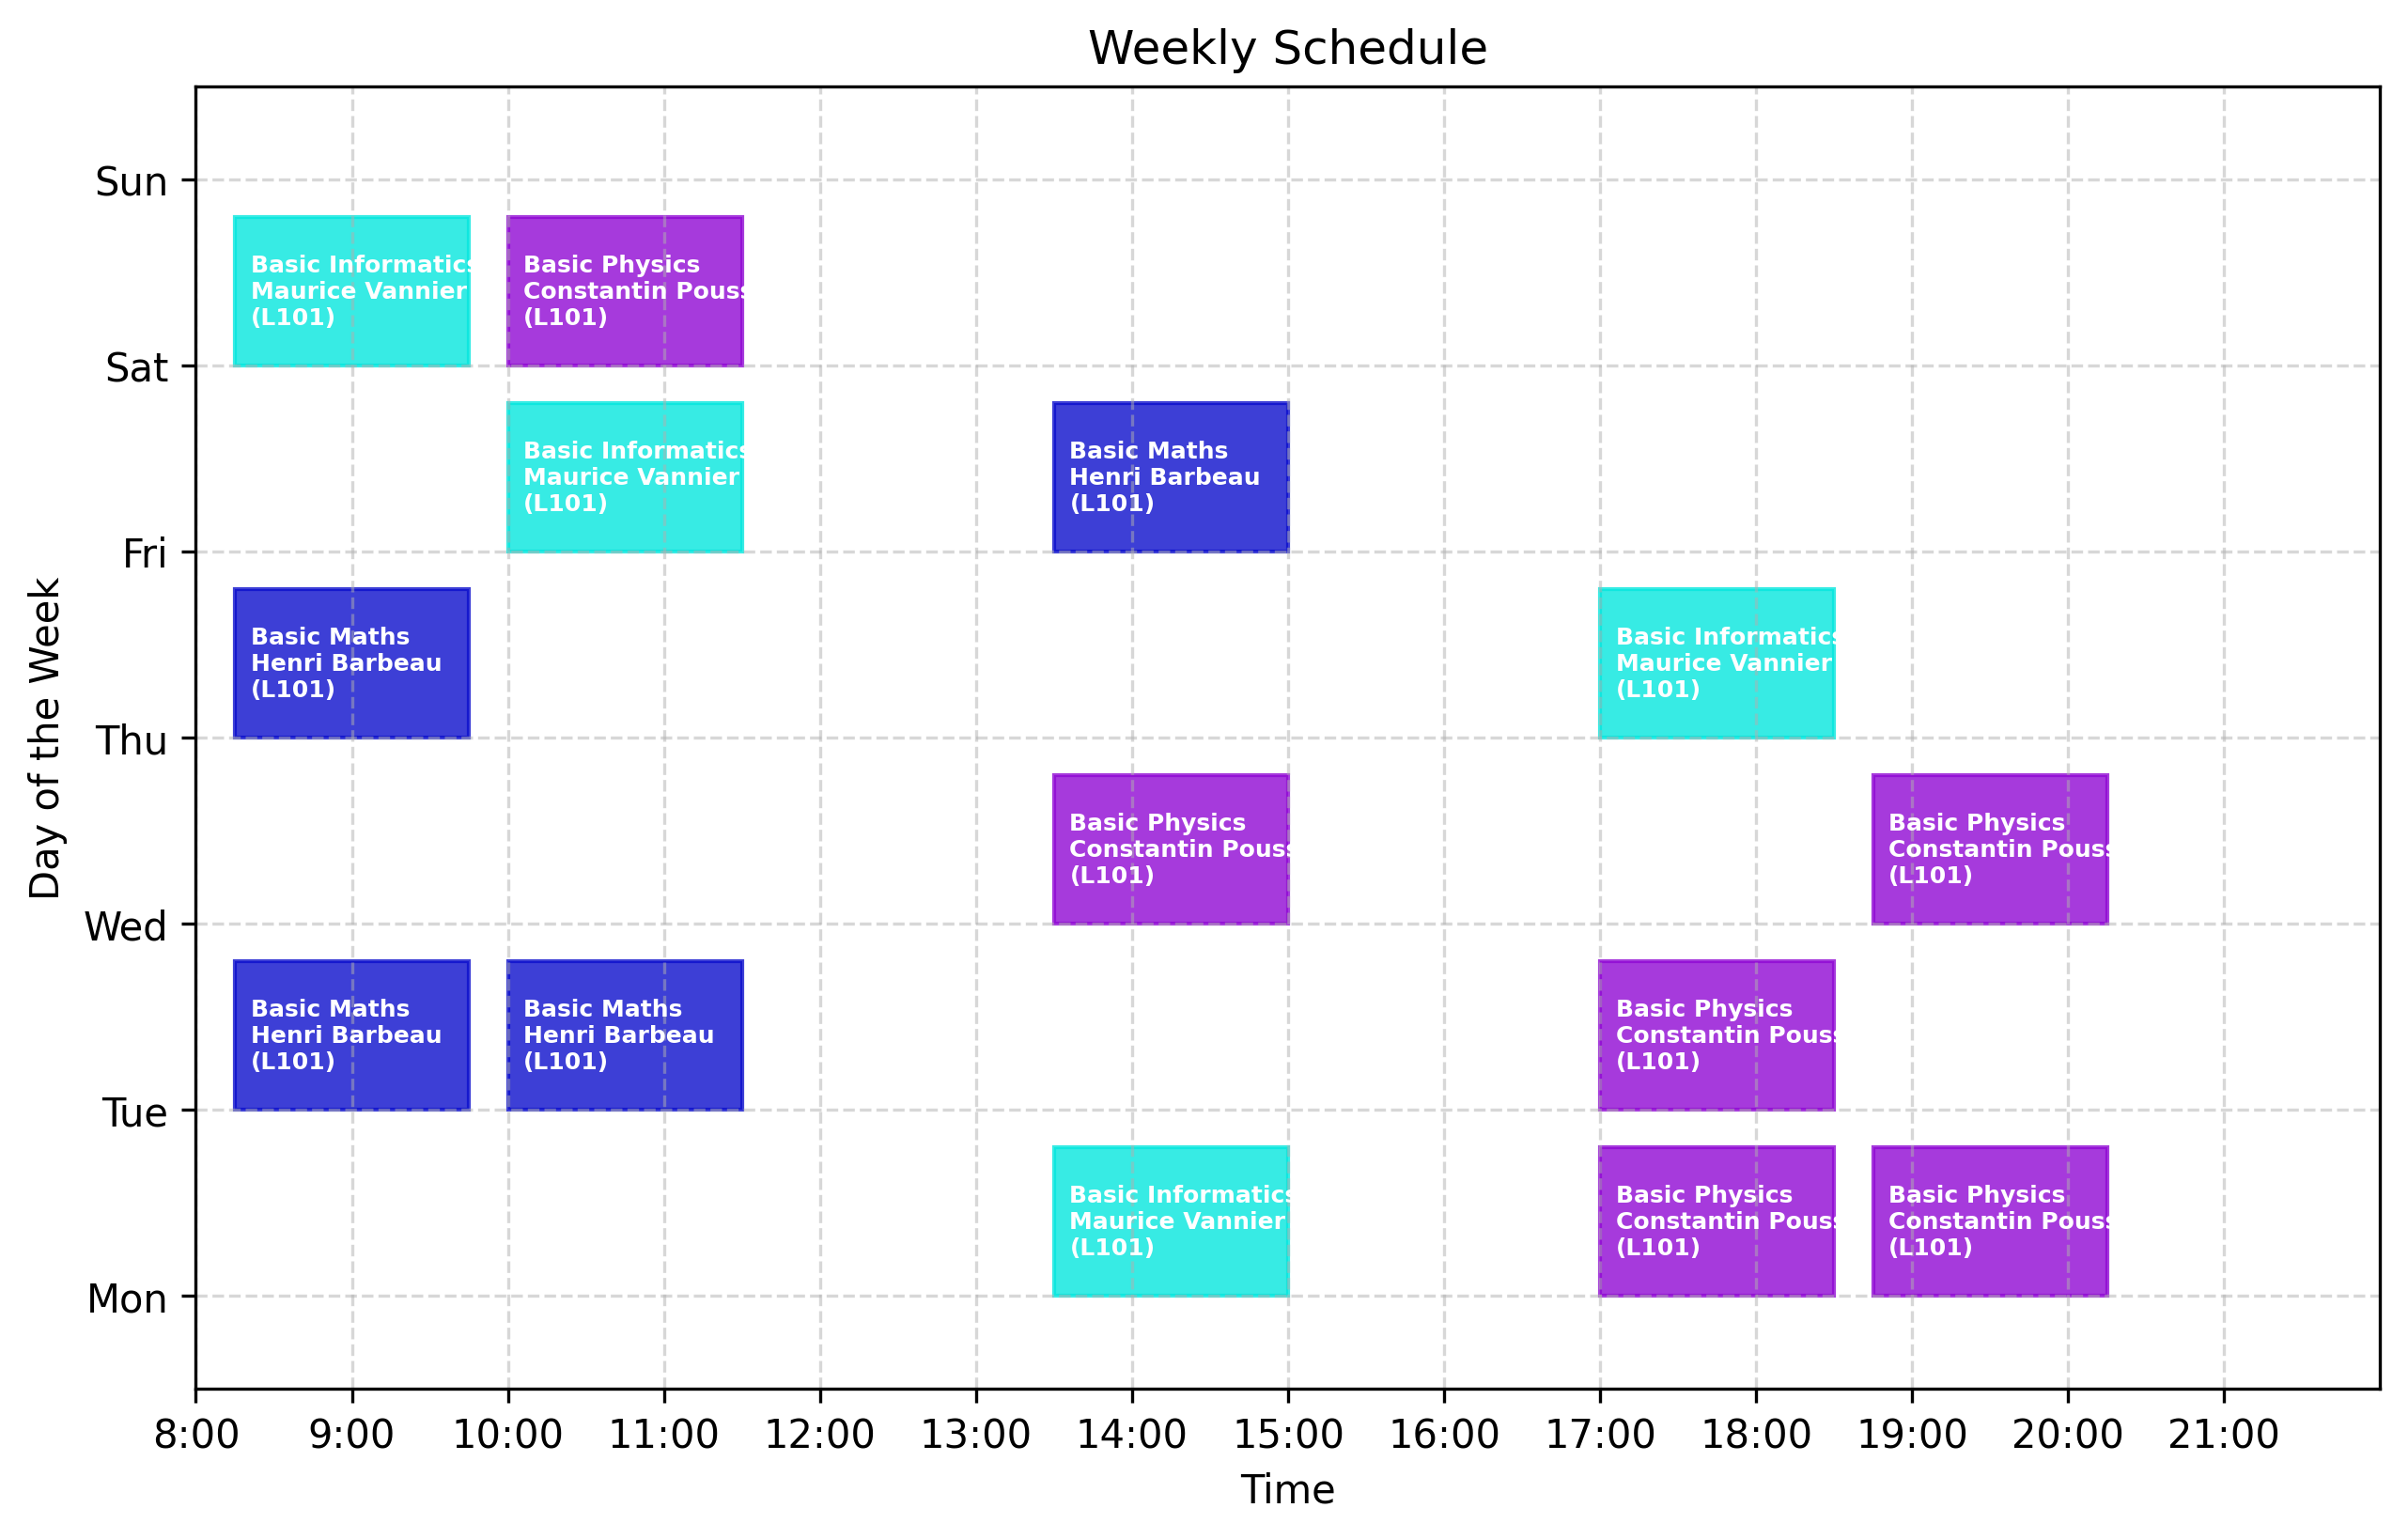 Weekly Schedule
Day of the Week
Sun
Basic Informatics
Maurice Vannier
(L101)
Basic Physics
Constantin Pouss
(L101)
Sat
Basic Informatics
Maurice Vannier
(L101)
Basic Maths
Henri Barbeau
(L101)
Fri
Basic Maths
Henri Barbeau
(L101)
Basic Informatics
Maurice Vannier
(L101)
Thu
Basic Physics
Constantin Pouss
(L101)
Basic Physics
Constantin Pouss
(L101)
Wed
Basic Maths
Henri Barbeau
(L101)
Basic Maths
Henri Barbeau
(L101)
Basic Physics
Constantin Pouss
(L101)
Tue
Basic Informatics
Maurice Vannier
(L101)
Basic Physics
Constantin Pouss
(L101)
Basic Physics
Constantin Pouss
(L101)
Mon
8:00 9:00 10:00 11:00 12:00 13:00 14:00 15:00 16:00 17:00 18:00 19:00 20:00 21:00
Time